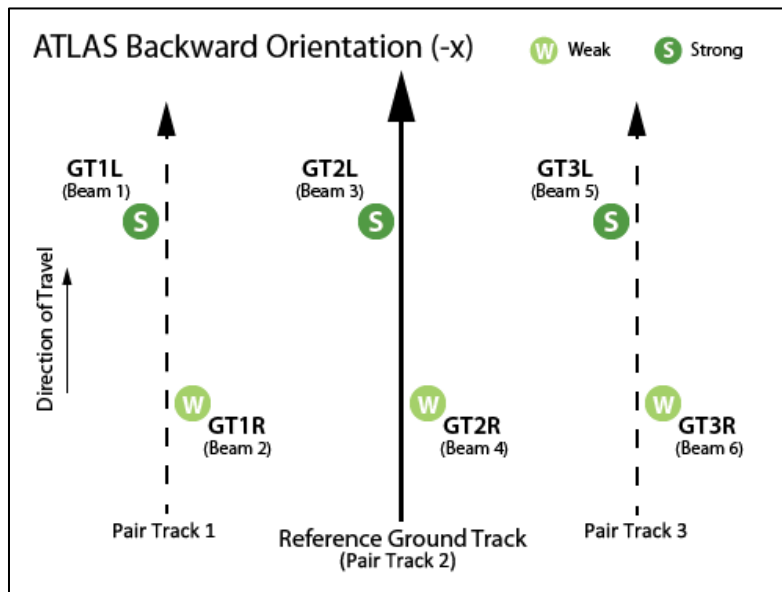 ATLAS Backward Orientation (-x)
W Weak
S Strong
GT1L
(Beam 1)
S
GT2L
(Beam 3)
S
GT3L
(Beam 5)
S
Direction of Travel
W
GT1R
(Beam 2)
W
GT2R
(Beam 4)
W
GT3R
(Beam 6)
Pair Track 1
Reference Ground Track
(Pair Track 2)
Pair Track 3